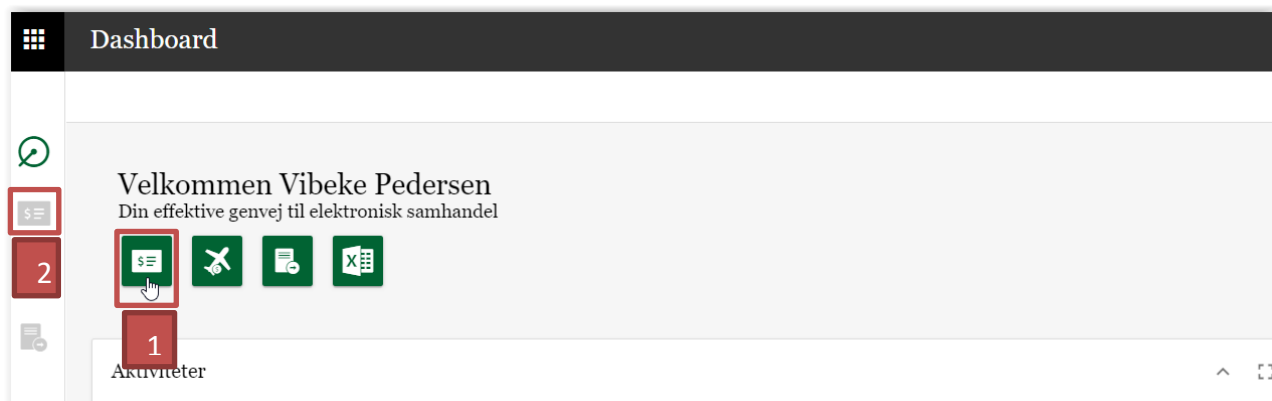 Dashboard
Velkommen Vibeke Pedersen
Din effektive genvej til elektronisk samhandel
$
$
X
2
1
Aktiviteter